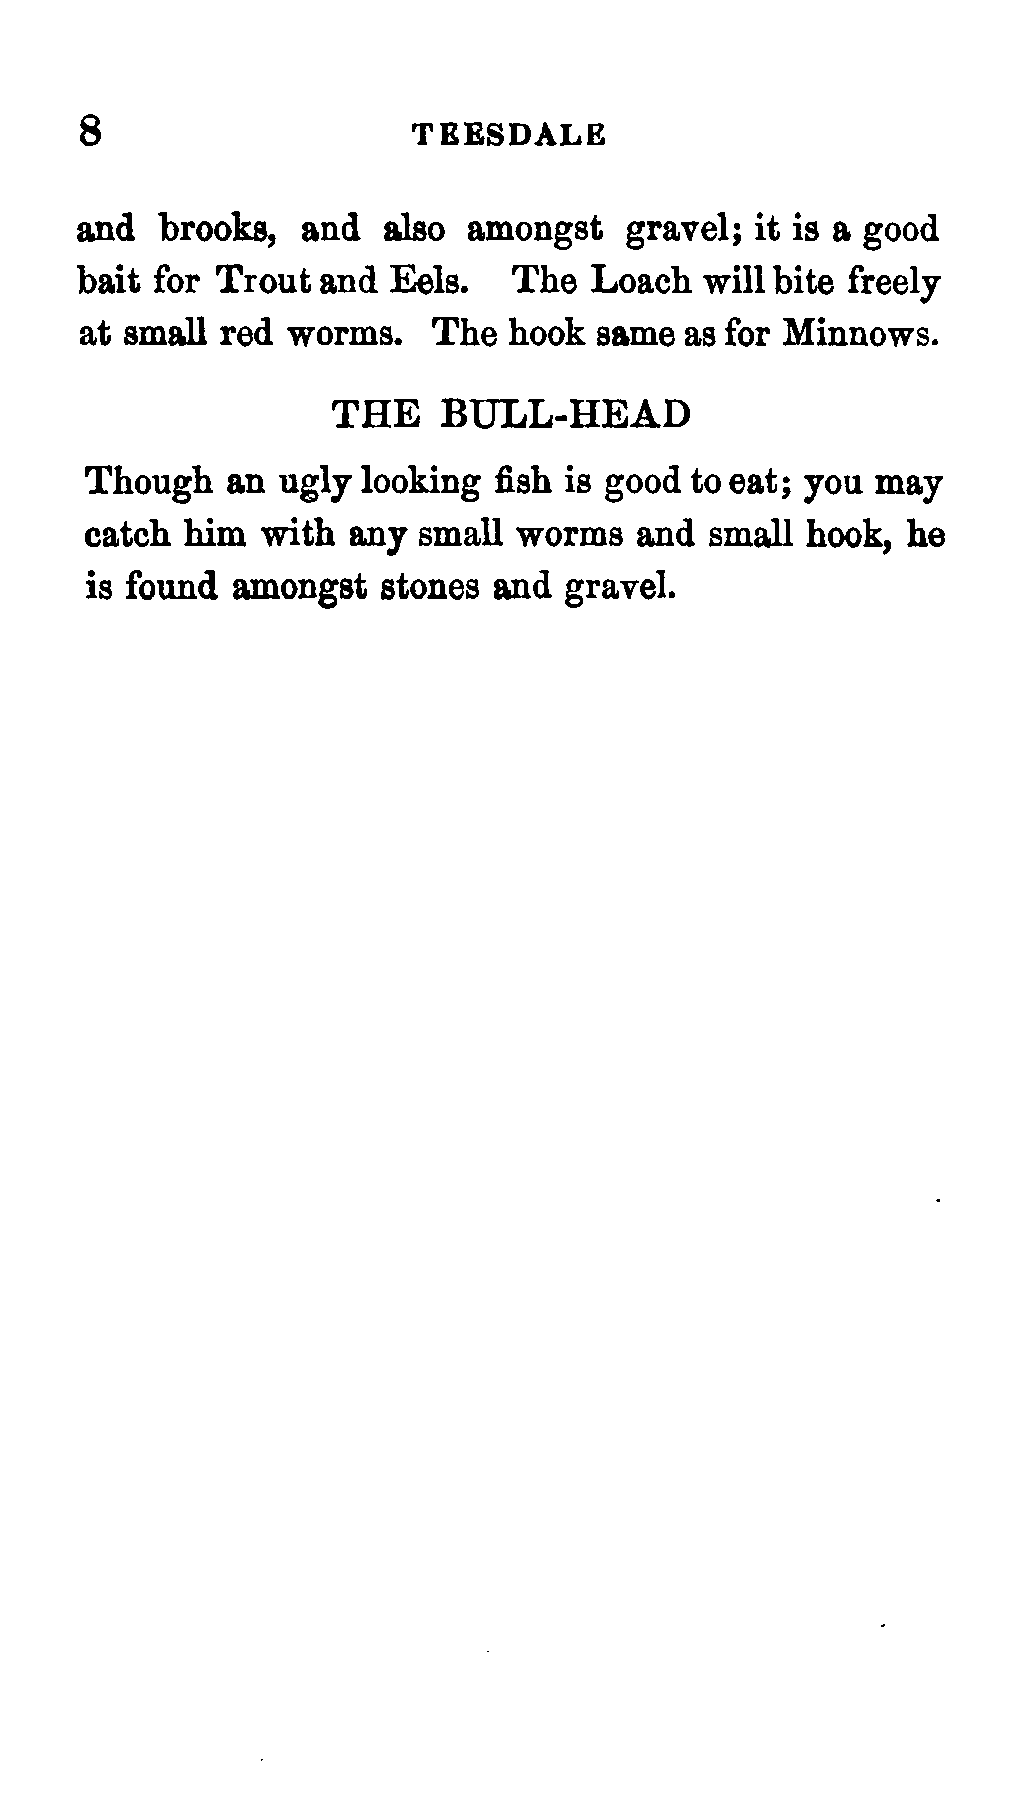 8 TEESDALE
and brooks, and also amongst gravel; it is a good
bait for Trout and Eels. The Loach will bite freely
at small red worms. The hook same as for Minnows.
THE BULL-HEAD
Though an ugly looking fish is good to eat; you may
catch him with any small worms and small hook, he
is found amongst stones and gravel.